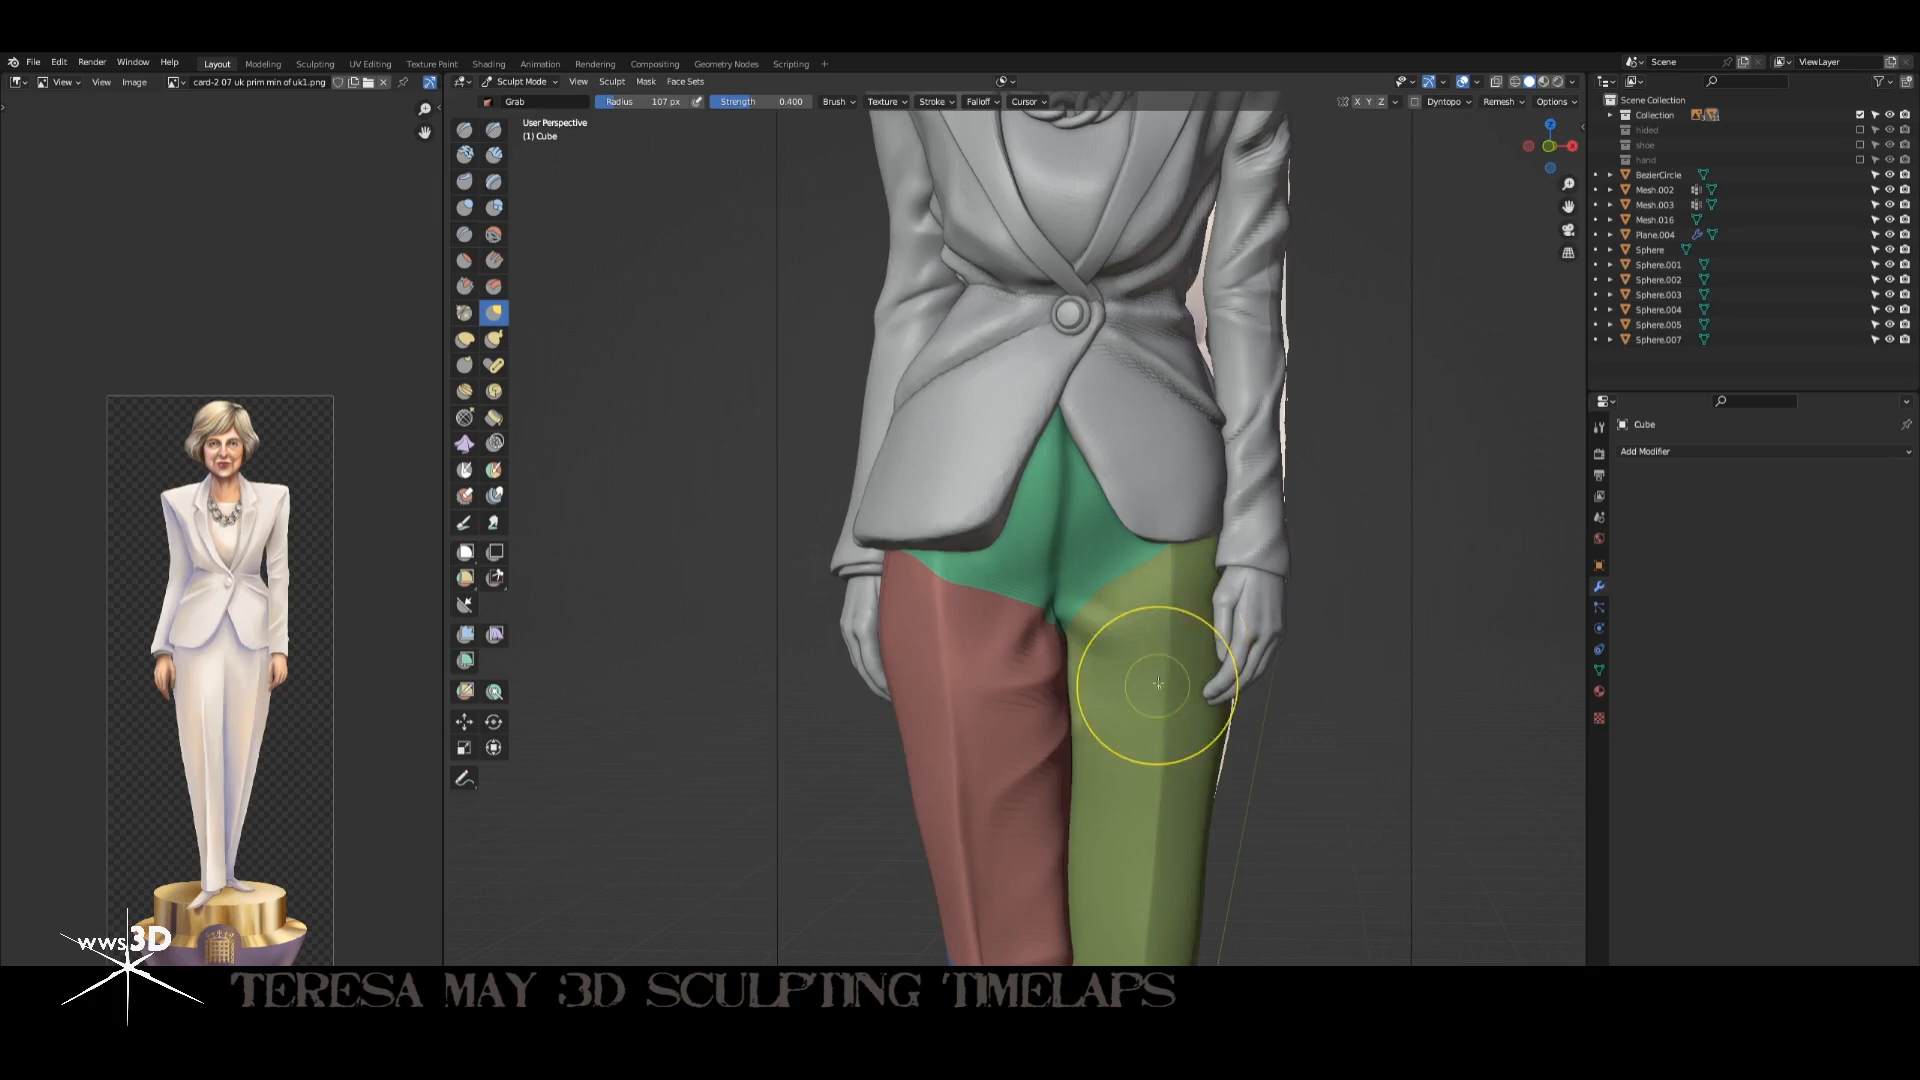 File Edit Render Window Help Layout Modeling Sculpting UV Editing Texture Paint Shading Animation Rendering Compositing Geometry Nodes Scripting + Scene ViewLayer
View View Image card-2 07 uk prim min of uk1.png Sculpt Mode View Sculpt Mask Face Sets
Grab Radius 107 px Strength 0.400 Brush Texture Stroke Falloff Cursor X Y Z Dyntopo Remesh Options
User Perspective
(1) Cube
Z
X
Scene Collection
Collection
hided
shoe
hand
BezierCircle
Mesh.002
Mesh.003
Mesh.016
Plane.004
Sphere
Sphere.001
Sphere.002
Sphere.003
Sphere.004
Sphere.005
Sphere.007
Cube
Add Modifier
wws3D
TERESA MAY 3D SCULPTING TIMELAPS